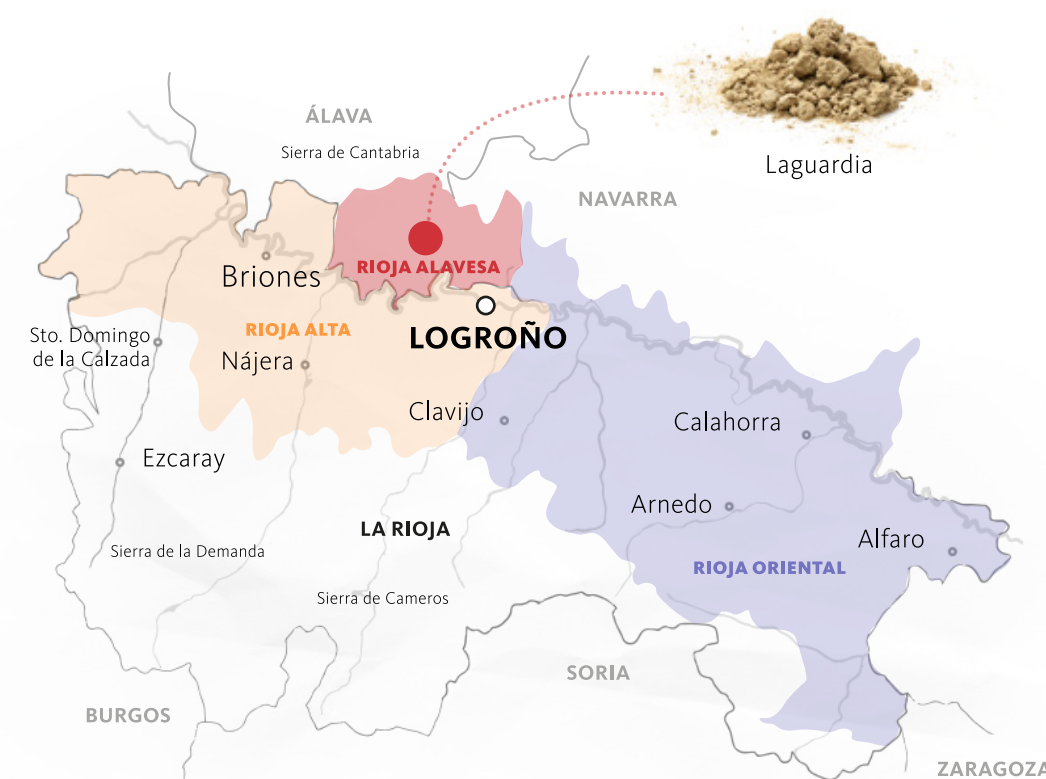 ÁLAVA
Sierra de Cantabria
Laguardia
NAVARRA
RIOJA ALAVESA
Briones
RIOJA ALTA
LOGROÑO
Sto. Domingo
de la Calzada
Nájera
Clavijo
Calahorra
Ezcaray
Arnedo
LA RIOJA
Alfaro
Sierra de la Demanda
RIOJA ORIENTAL
Sierra de Cameros
SORIA
BURGOS
ZARAGOZA